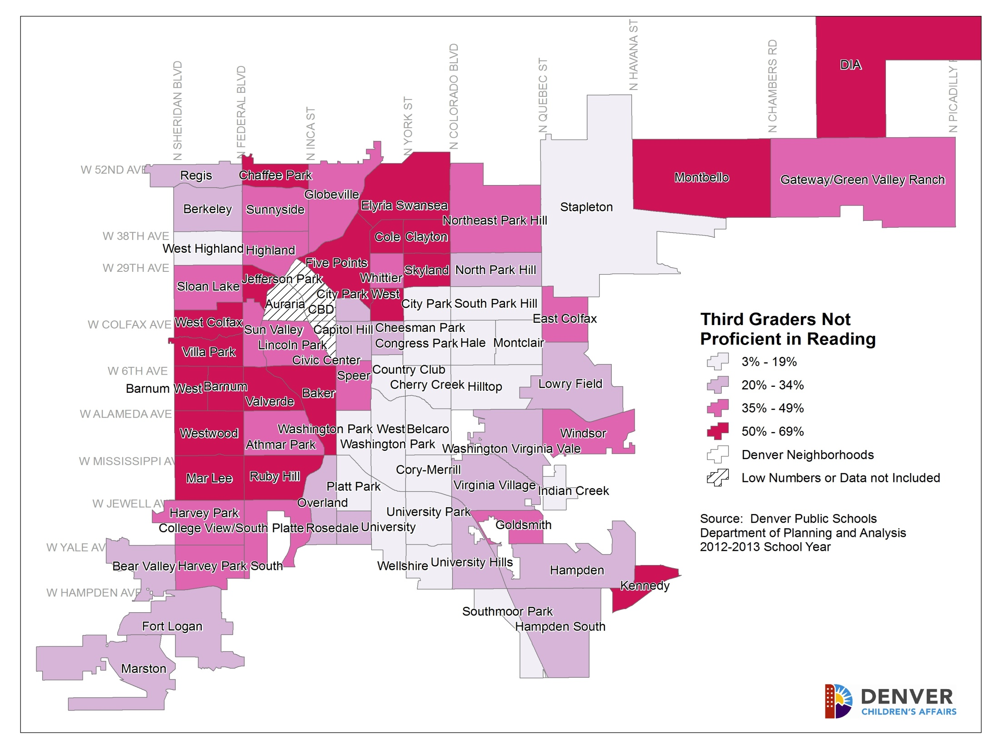 N SHERIDAN BLVD
N FEDERAL BLVD
N INCA ST
N YORK ST
N COLORADO BLVD
N QUEBEC ST
N HAVANA ST
N CHAMBERS RD
N PICADILLY
DIA
W 52ND AVE
Regis
Chaffee Park
Globeville
Berkeley
Sunnyside
Elyria Swansea
Northeast Park Hill
Stapleton
Montbello
Gateway/Green Valley Ranch
W 38TH AVE
West Highland
Highland
Cole
Clayton
W 29TH AVE
Five Points
Whittier
Skyland
North Park Hill
Sloan Lake
Jefferson Park
City Park West
Auraria
CBD
City Park
South Park Hill
East Colfax
W COLFAX AVE
West Colfax
Sun Valley
Capitol Hill
Cheesman Park
Lincoln Park
Congress Park
Hale
Montclair
Villa Park
Civic Center
W 6TH AVE
Speer
Country Club
Cherry Creek
Hilltop
Lowry Field
Barnum West
Barnum
Valverde
Baker
W ALAMEDA AVE
Westwood
Athmar Park
Washington Park West
Belcaro
Washington Park
Washington Virginia Vale
Windsor
W MISSISSIPPI AV
Mar Lee
Ruby Hill
Platt Park
Cory-Merrill
Virginia Village
Indian Creek
W JEWELL AV
Overland
Harvey Park
University Park
College View/South Platte
Rosedale
University
Goldsmith
W YALE AV
Bear Valley
Harvey Park South
Wellshire
University Hills
Hampden
Kennedy
W HAMPDEN AVE
Southmoor Park
Hampden South
Fort Logan
Marston
Third Graders Not
Proficient in Reading
3% - 19%
20% - 34%
35% - 49%
50% - 69%
Denver Neighborhoods
Low Numbers or Data not Included
Source:  Denver Public Schools
Department of Planning and Analysis
2012-2013 School Year
DENVER
CHILDREN'S AFFAIRS